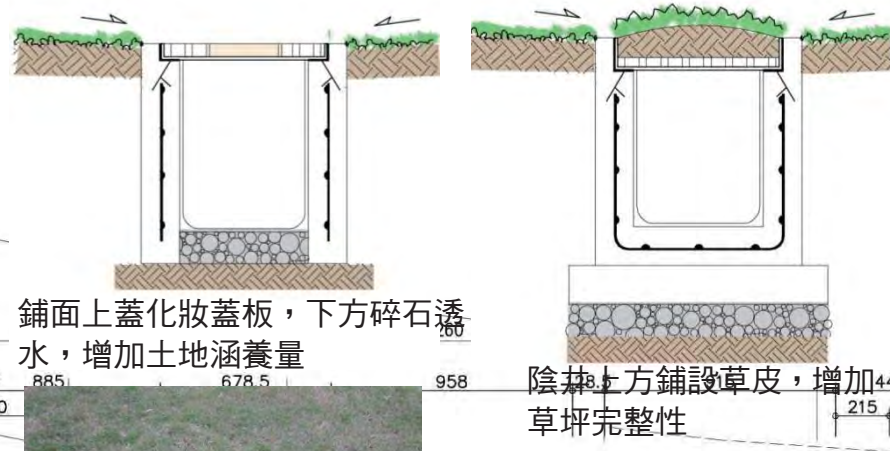 鋪面上蓋化妝蓋板，下方碎石透
水，增加土地涵養量
885
678.5
958
陰井上方鋪設草皮，增加
草坪完整性
215